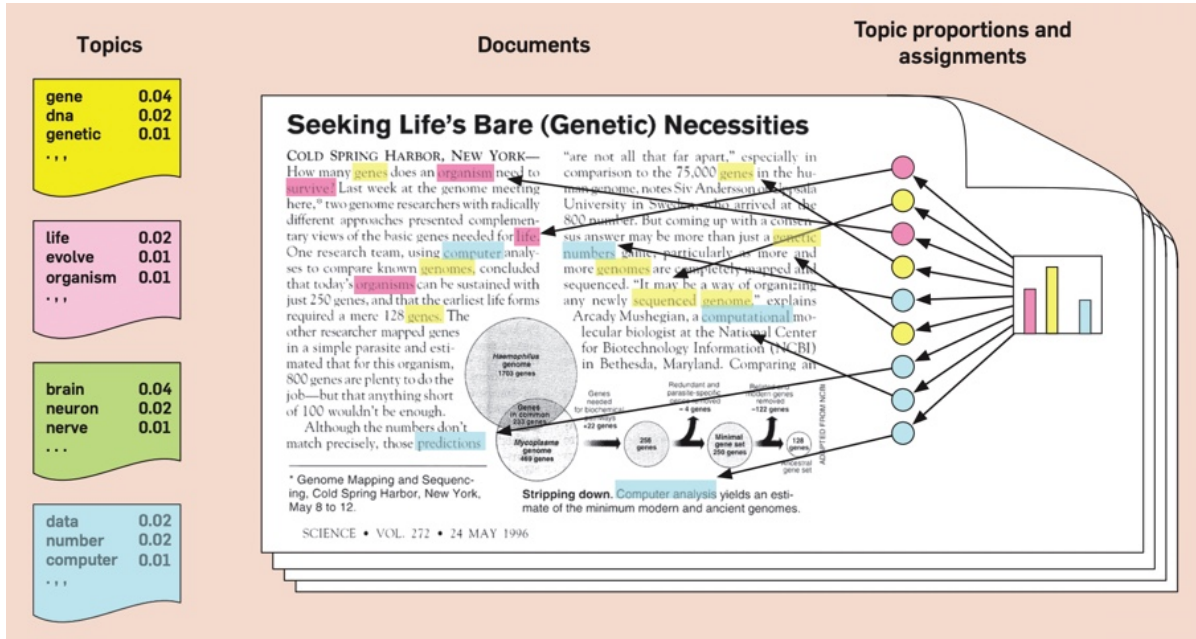 Topics
Documents
Topic proportions and
assignments
gene 0.04
dna 0.02
genetic 0.01
. , ,
life 0.02
evolve 0.01
organism 0.01
. , ,
brain 0.04
neuron 0.02
nerve 0.01
. . .
data 0.02
number 0.02
computer 0.01
. , ,
Seeking Life's Bare (Genetic) Necessities
COLD SPRING HARBOR, NEW YORK—
How many genes does an organism need to
survive? Last week at the genome meeting
here,* two genome researchers with radically
different approaches presented complemen-
tary views of the basic genes needed for life.
One research team, using computer analy-
ses to compare known genomes, concluded
that today's organisms can be sustained with
just 250 genes, and that the earliest life forms
required a mere 128 genes. The
other researcher mapped genes
in a simple parasite and esti-
mated that for this organism,
800 genes are plenty to do the
job—but that anything short
of 100 wouldn't be enough.
Although the numbers don't
match precisely, those predictions
* Genome Mapping and Sequenc-
ing, Cold Spring Harbor, New York,
May 8 to 12.
SCIENCE • VOL. 272 • 24 MAY 1996
"are not all that far apart," especially in
comparison to the 75,000 genes in the hu-
man genome, notes Siv Andersson of Uppsala
University in Sweden, who arrived at the
800 number. But coming up with a consen-
sus answer may be more than just a genetic
numbers game, particularly as more and
more genomes are completely mapped and
sequenced. "It may be a way of organizing
any newly sequenced genome," explains
Arcady Mushegian, a computational mo-
lecular biologist at the National Center
for Biotechnology Information (NCBI)
in Bethesda, Maryland. Comparing an
Haemophilus
genome
1703 genes
Genes
in common
233 genes
Mycoplasma
genome
469 genes
Genes
needed
for biochemical
pathways
+22 genes
256
genes
Redundant and
parasite-specific
genes removed
– 4 genes
Minimal
gene set
250 genes
modern genes
removed
–122 genes
128
genes
Ancestral
gene set
ADAPTED FROM NCBI
Stripping down. Computer analysis yields an esti-
mate of the minimum modern and ancient genomes.